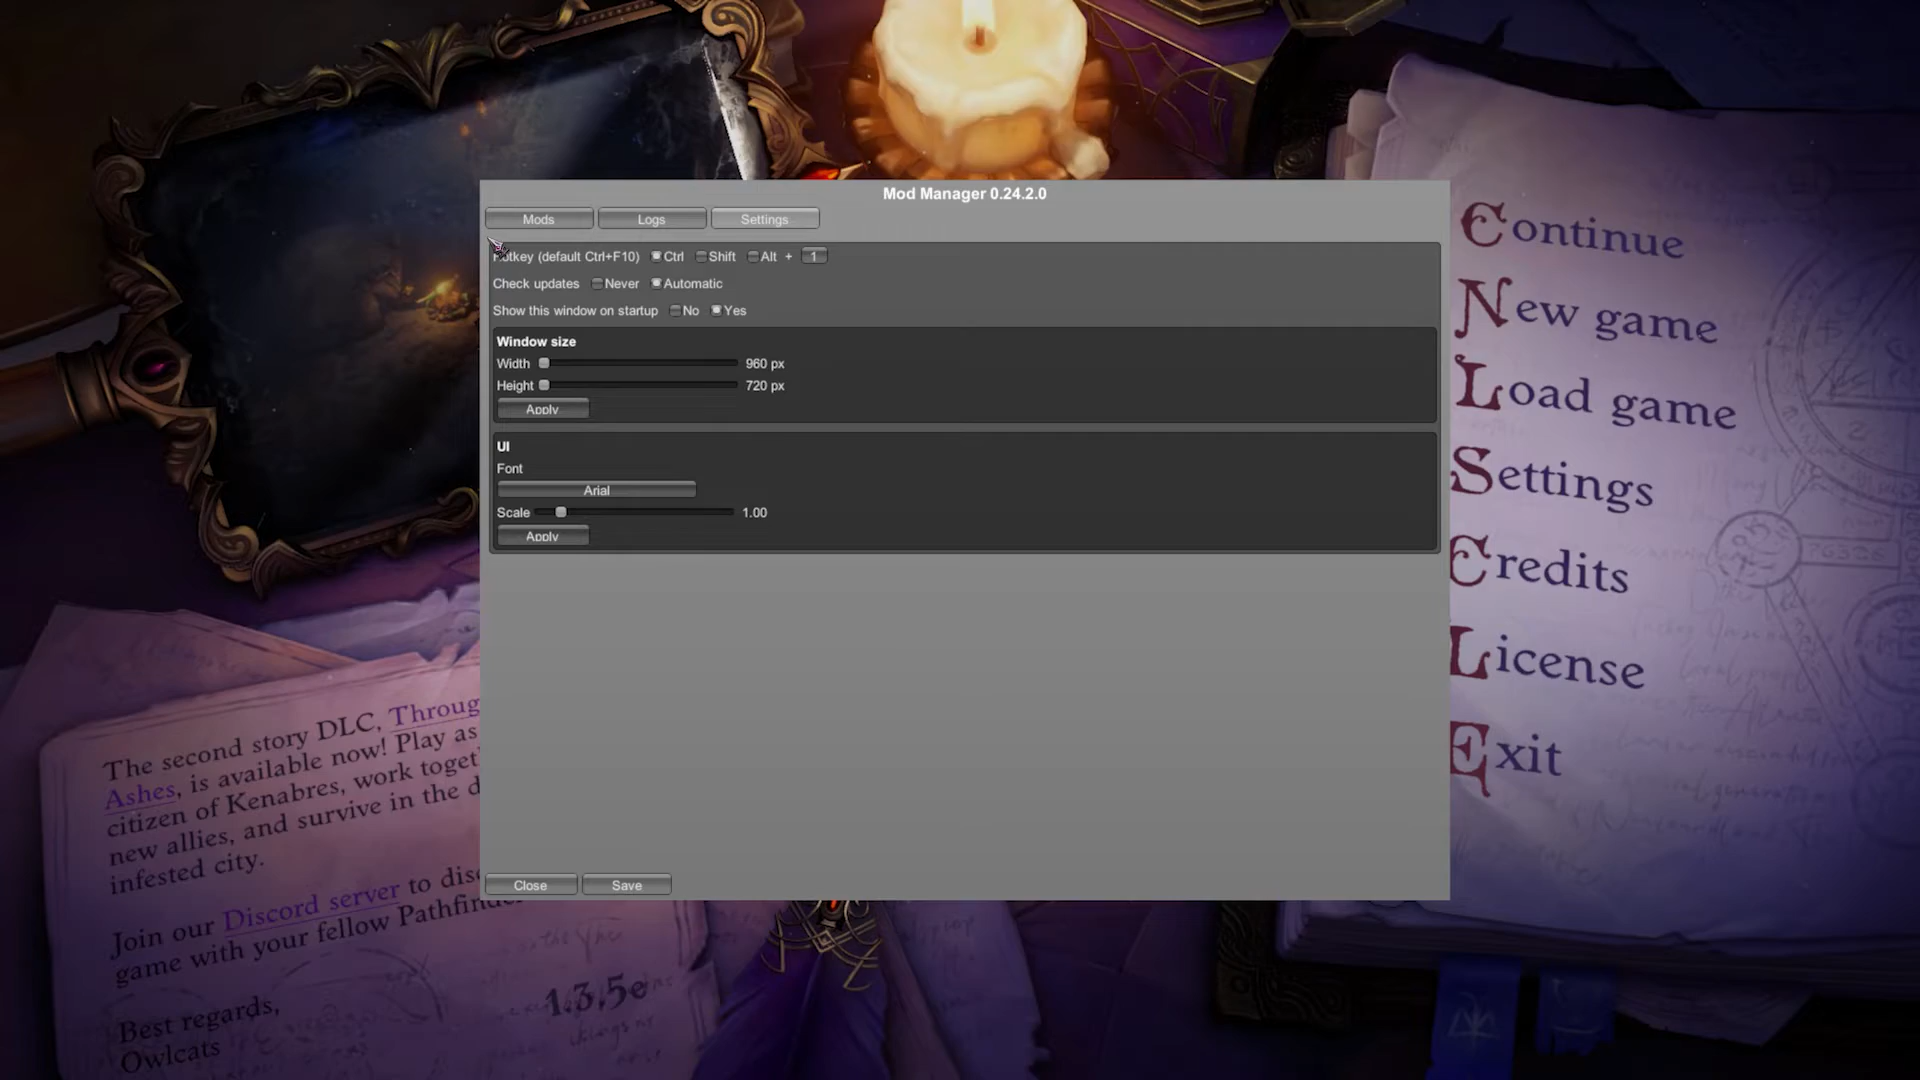 Mod Manager 0.24.2.0
Mods Logs Settings
Hotkey (default Ctrl+F10) Ctrl Shift Alt + 1
Check updates Never Automatic
Show this window on startup No Yes
Window size
Width 960 px
Height 720 px
Apply
UI
Font
Arial
Scale 1.00
Apply
Close Save
Continue
New game
Load game
Settings
Credits
License
Exit
The second story DLC, Throug
Ashes, is available now! Play as
citizen of Kenabres, work toget
new allies, and survive in the d
infested city.
Join our Discord server to dis
game with your fellow Pathfin
Best regards,
Owlcats
1.3.5e